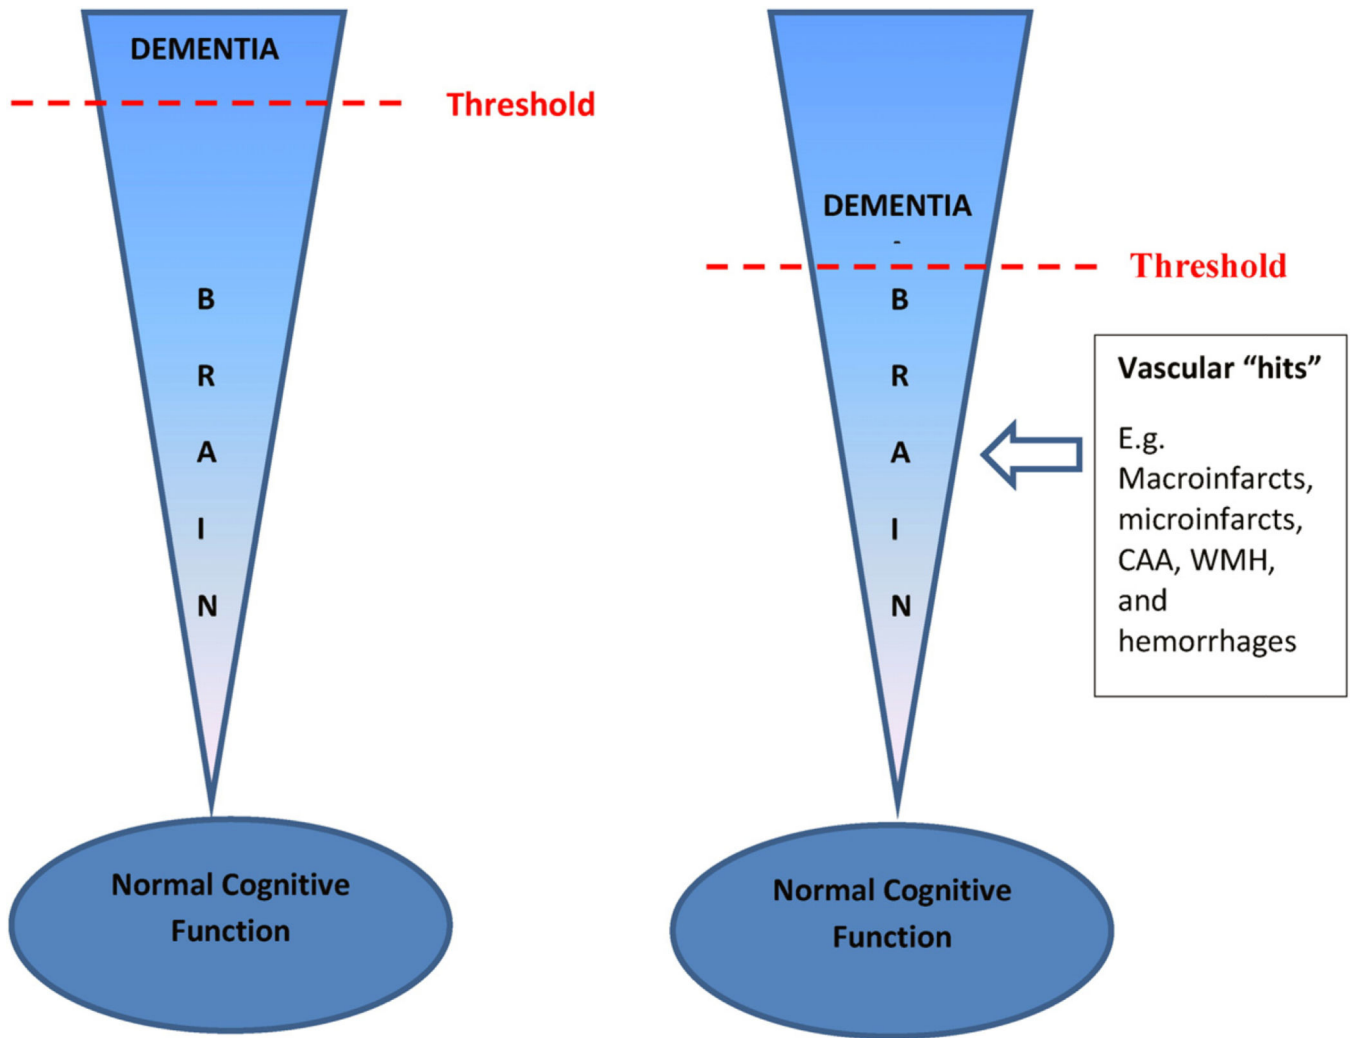 DEMENTIA
Threshold
B
R
A
I
N
Normal Cognitive
Function
DEMENTIA
-
Threshold
B
R
A
I
N
Vascular “hits”
E.g.
Macroinfarcts,
microinfarcts,
CAA, WMH,
and
hemorrhages
Normal Cognitive
Function